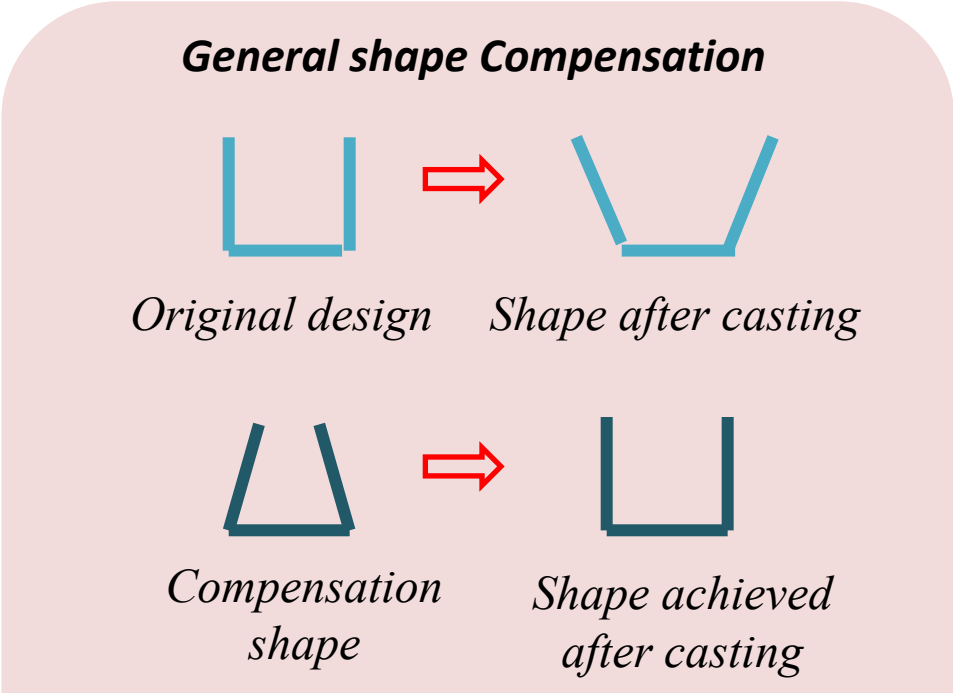 General shape Compensation
Original design
Shape after casting
Compensation
shape
Shape achieved
after casting